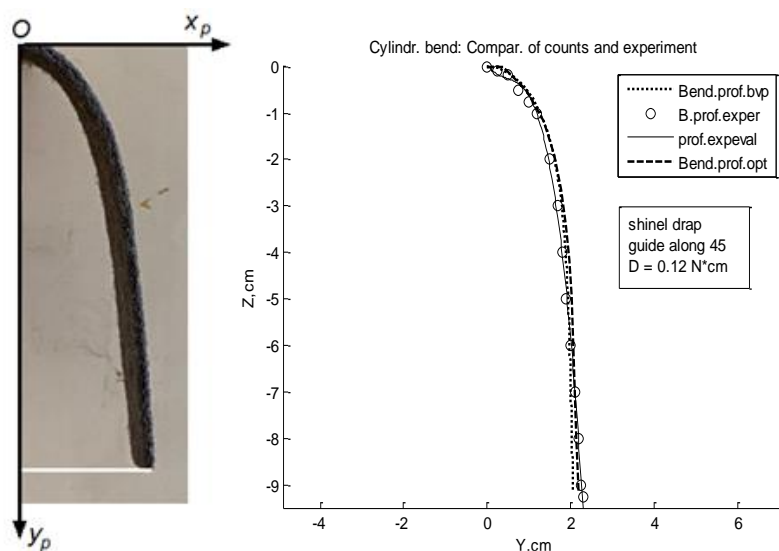 O
x_p
y_p
Cylindr. bend: Compar. of counts and experiment
0
-1
-2
-3
-4
-5
-6
-7
-8
-9
Z,cm
-4 -2 0 2 4 6
Y.cm
Bend.prof.bvp
B.prof.exper
prof.expeval
Bend.prof.opt
shinel drap
guide along 45
D = 0.12 N*cm